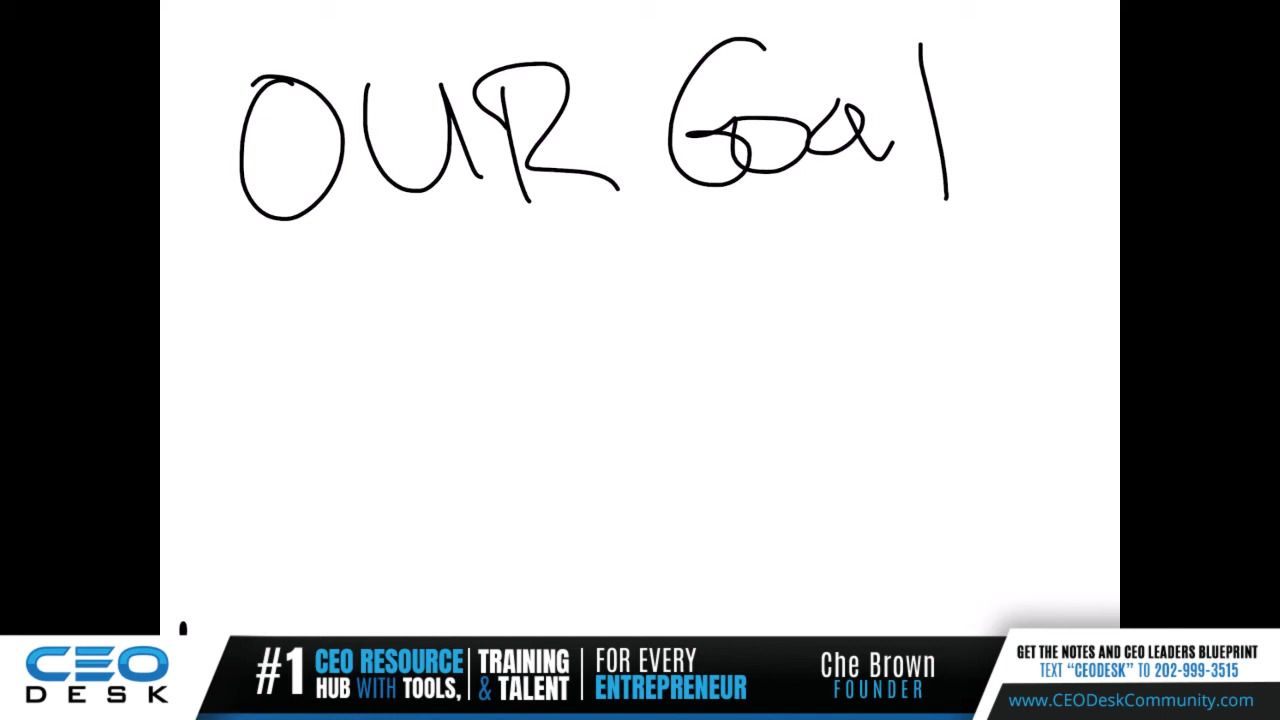 OUR Goal
CEO
DESK
#1 CEO RESOURCE
HUB WITH TOOLS,
TRAINING
& TALENT
FOR EVERY
ENTREPRENEUR
Che Brown
FOUNDER
GET THE NOTES AND CEO LEADERS BLUEPRINT
TEXT “CEODESK” TO 202-999-3515
www.CEODeskCommunity.com